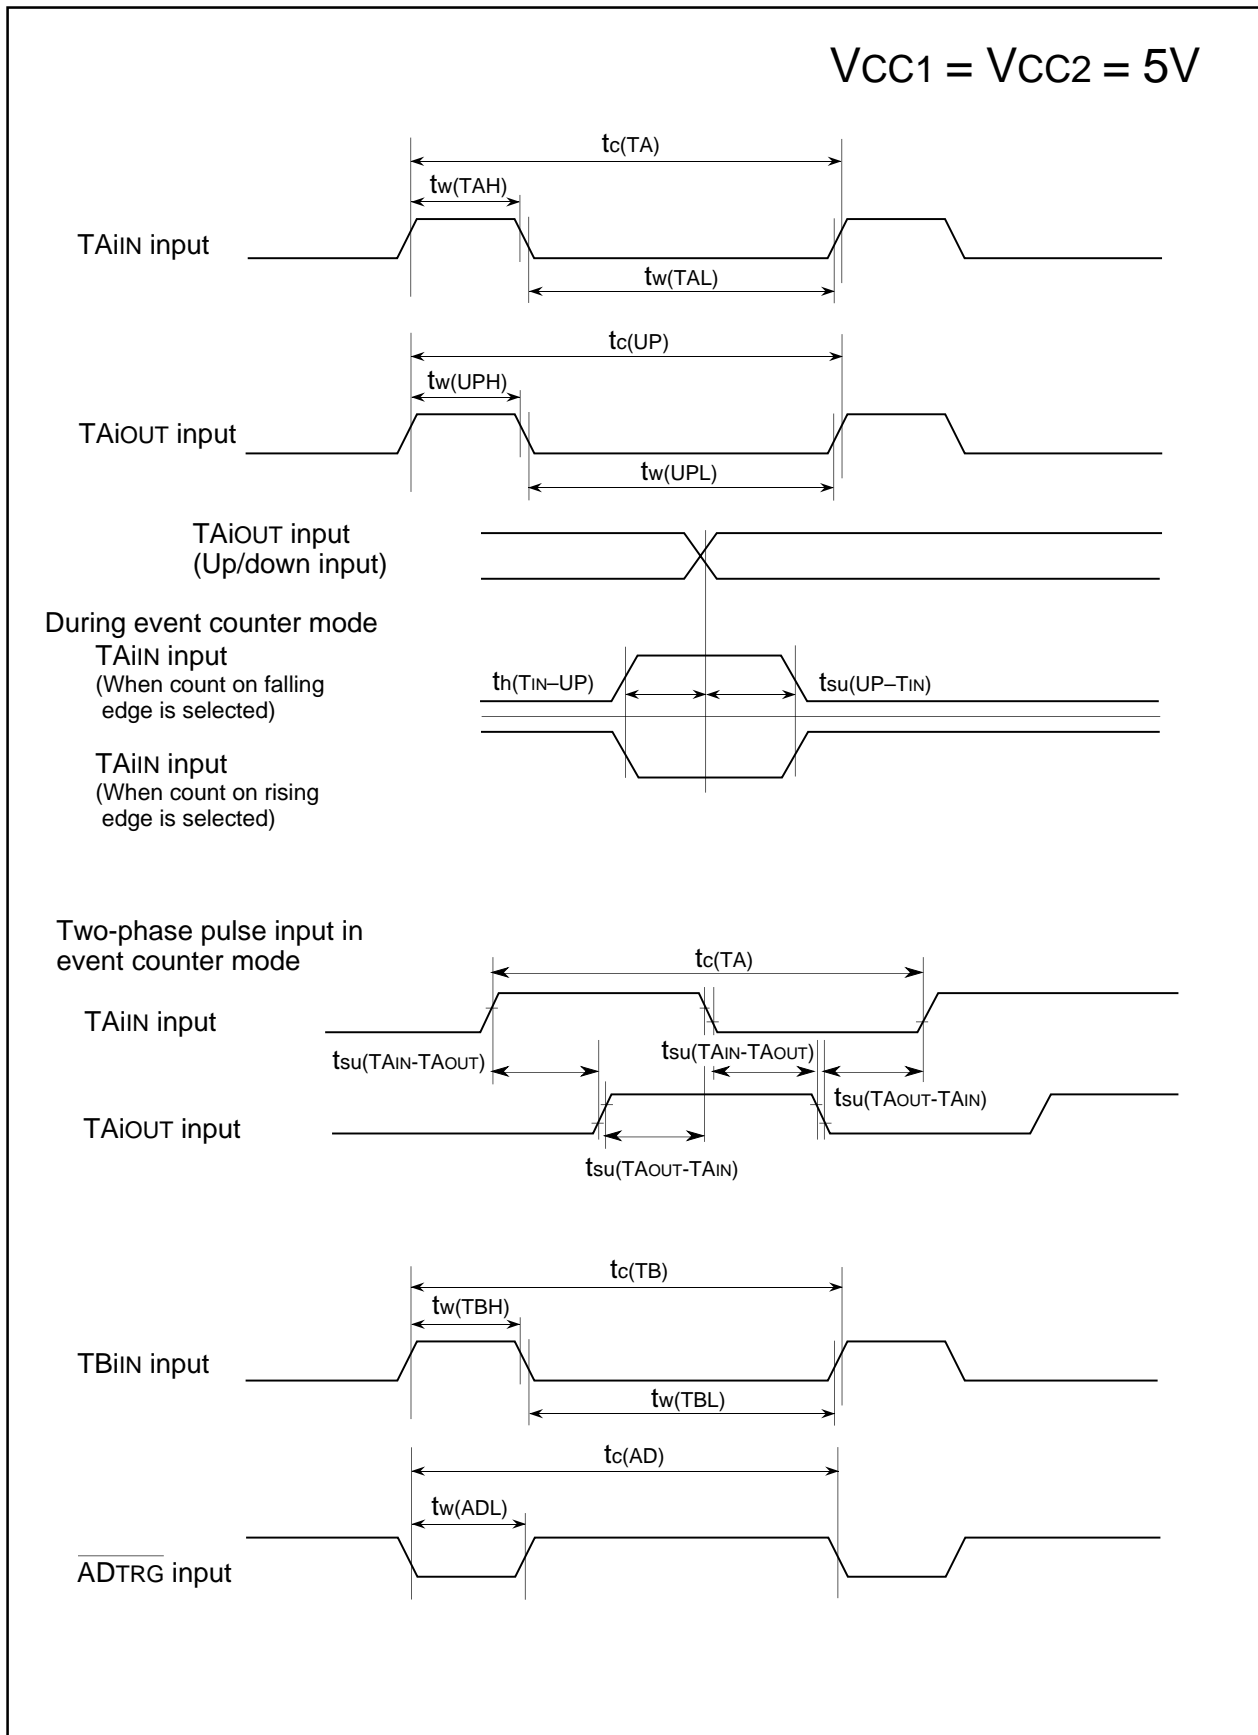 VCC1 = VCC2 = 5V
tc(TA)
tw(TAH)
TAiIN input
tw(TAL)
tc(UP)
tw(UPH)
TAiOUT input
tw(UPL)
TAiOUT input
(Up/down input)
During event counter mode
TAiIN input
(When count on falling
edge is selected)
th(TIN–UP)
tsu(UP–TIN)
TAiIN input
(When count on rising
edge is selected)
Two-phase pulse input in
event counter mode
tc(TA)
TAiIN input
tsu(TAIN-TAOUT)
tsu(TAIN-TAOUT)
tsu(TAOUT-TAIN)
TAiOUT input
tsu(TAOUT-TAIN)
tc(TB)
tw(TBH)
TBiIN input
tw(TBL)
tc(AD)
tw(ADL)
ADTRG input